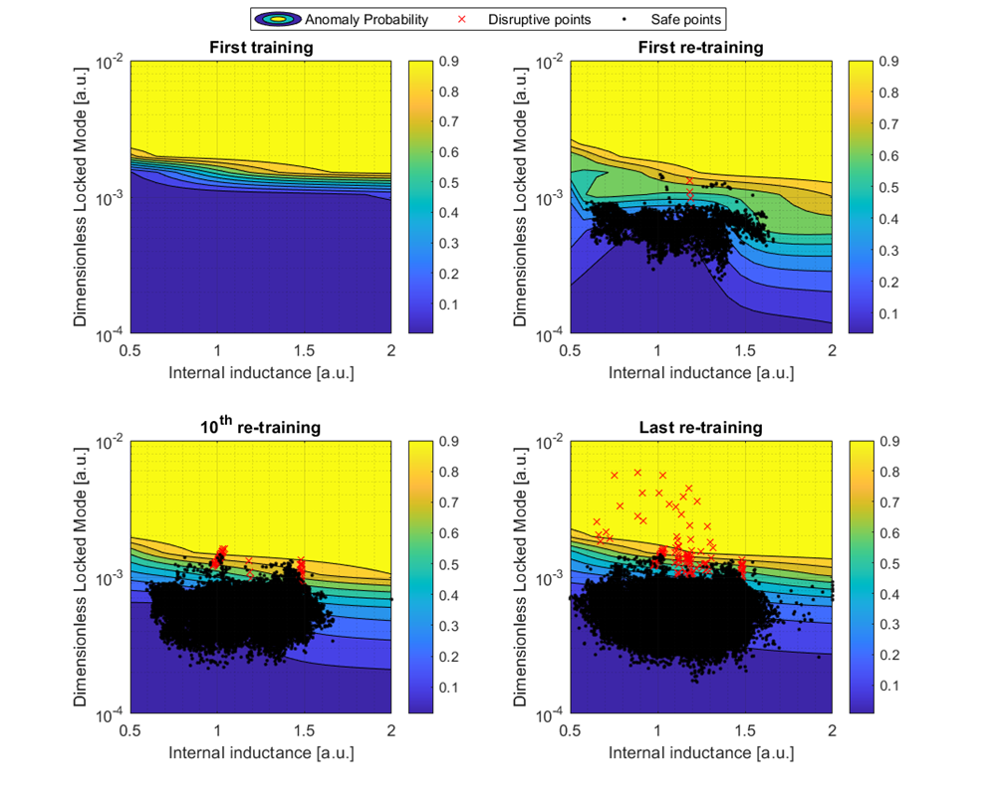 Anomaly Probability Disruptive points Safe points
First training
First re-training
Dimensionless Locked Mode [a.u.]
10-2
10-3
10-4
0.5 1 1.5 2
Internal inductance [a.u.]
0.9
0.8
0.7
0.6
0.5
0.4
0.3
0.2
0.1
Dimensionless Locked Mode [a.u.]
10-2
10-3
10-4
0.5 1 1.5 2
Internal inductance [a.u.]
0.9
0.8
0.7
0.6
0.5
0.4
0.3
0.2
0.1
10th re-training
Last re-training
Dimensionless Locked Mode [a.u.]
10-2
10-3
10-4
0.5 1 1.5 2
Internal inductance [a.u.]
0.9
0.8
0.7
0.6
0.5
0.4
0.3
0.2
0.1
Dimensionless Locked Mode [a.u.]
10-2
10-3
10-4
0.5 1 1.5 2
Internal inductance [a.u.]
0.9
0.8
0.7
0.6
0.5
0.4
0.3
0.2
0.1